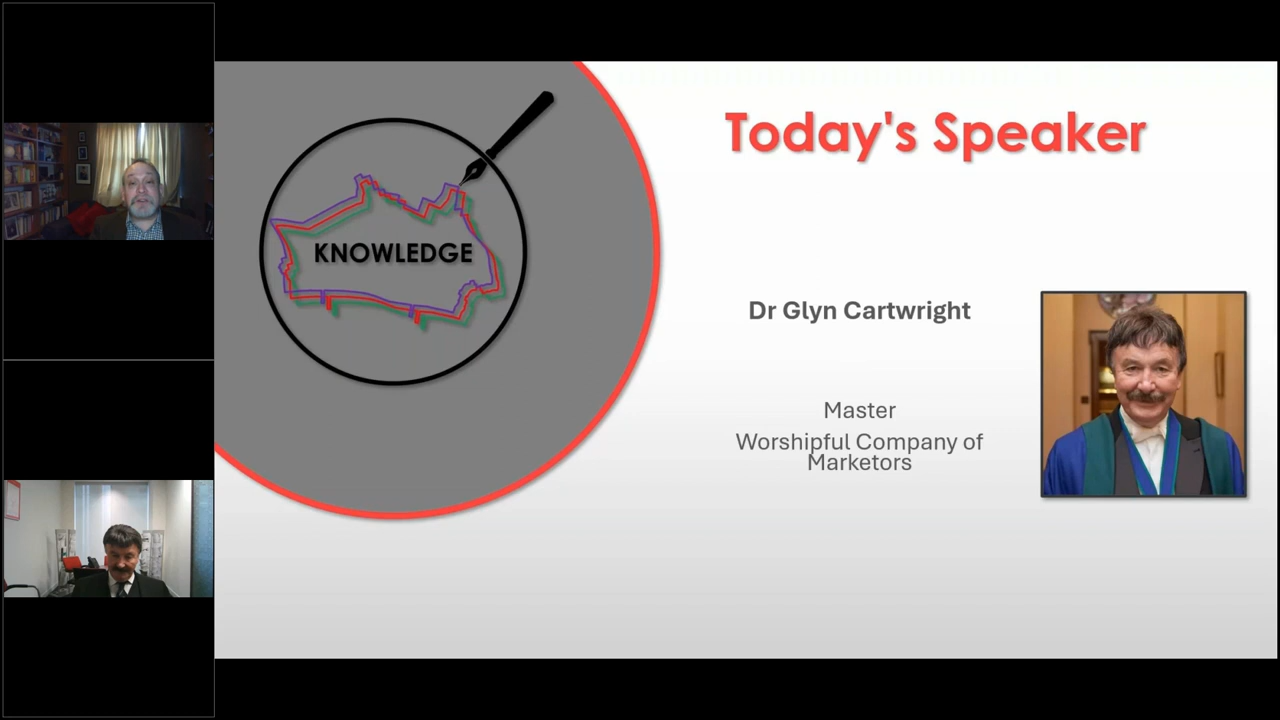 Today's Speaker
KNOWLEDGE
Dr Glyn Cartwright
Master
Worshipful Company of
Marketors